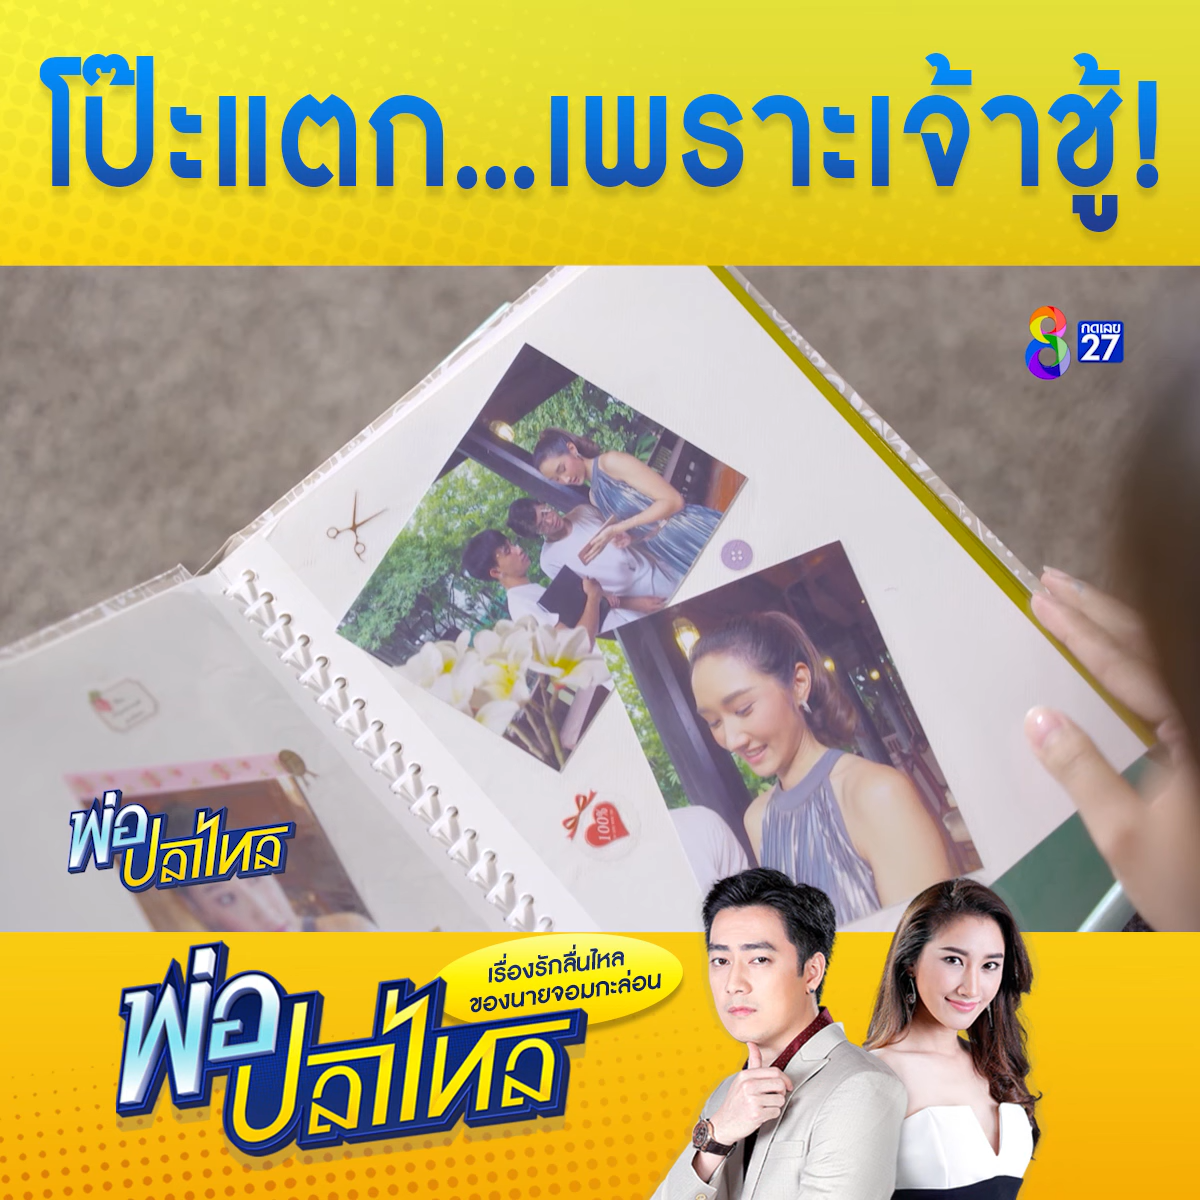 โป๊ะแตก...เพราะเจ้าชู้!
8 กดเลข
27
100%
พ่อ
ปลาไหล
เรื่องรักลื่นไหล
ของนายจอมกะล่อน
พ่อ
ปลาไหล